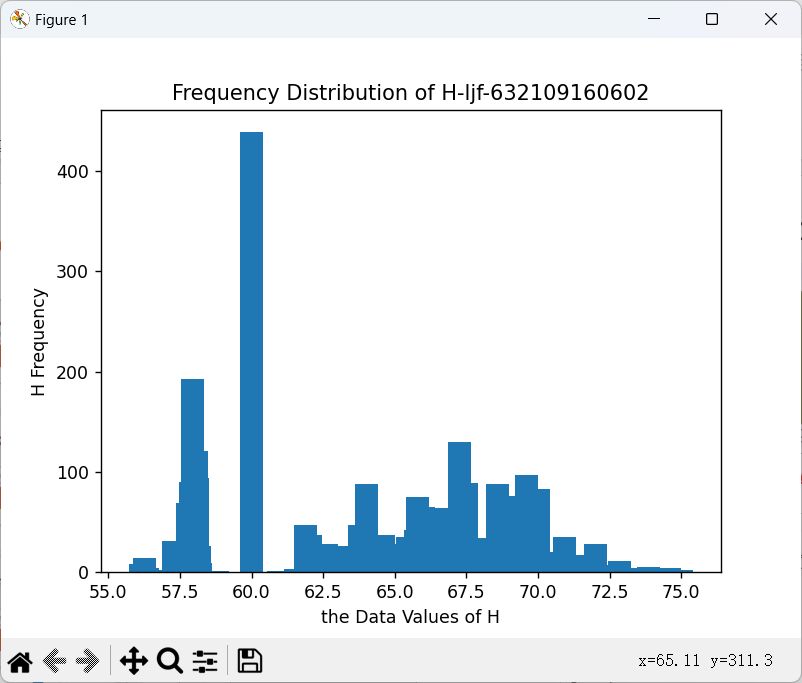 Figure 1
Frequency Distribution of H-ljf-632109160602
400
300
200
100
0
H Frequency
55.0 57.5 60.0 62.5 65.0 67.5 70.0 72.5 75.0
the Data Values of H
x=65.11 y=311.3